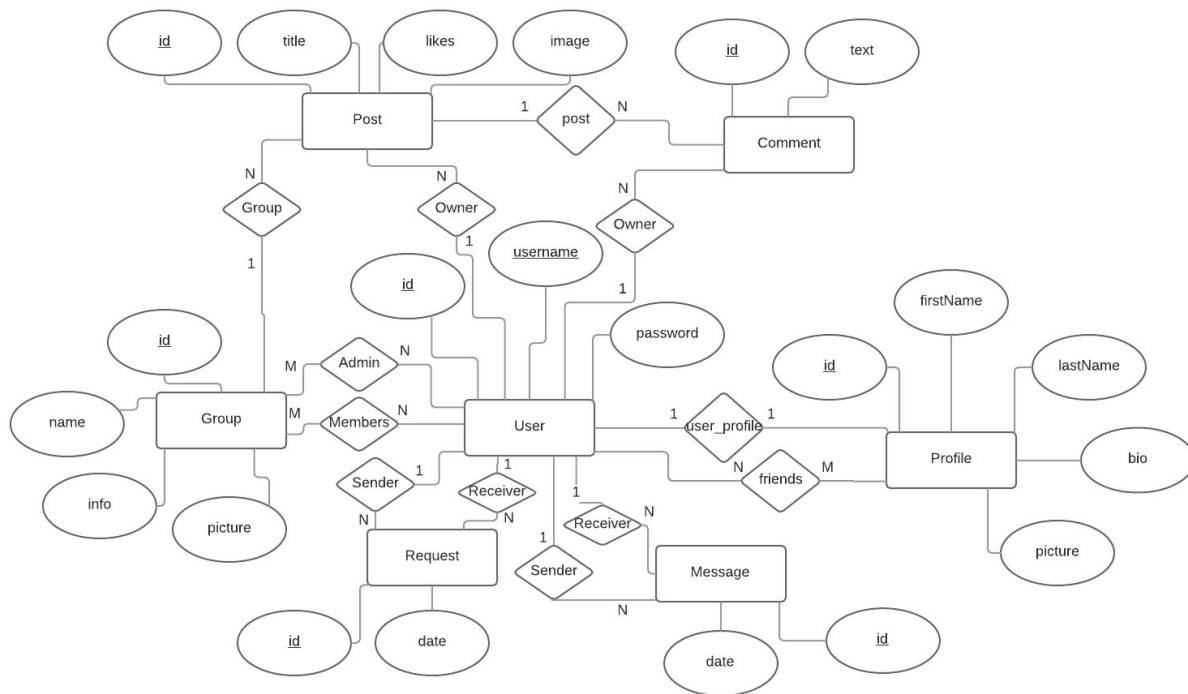 id
title
likes
image
id
text
Post
1
post
N
Comment
N
Group
N
Owner
N
Owner
1
1
1
username
id
firstName
password
id
lastName
id
M
Admin
N
name
Group
M
Members
N
User
1
user_profile
1
Profile
bio
N
friends
M
info
picture
Sender
1
N
1
Receiver
N
1
Receiver
N
picture
Request
1
Sender
N
Message
id
date
date
id